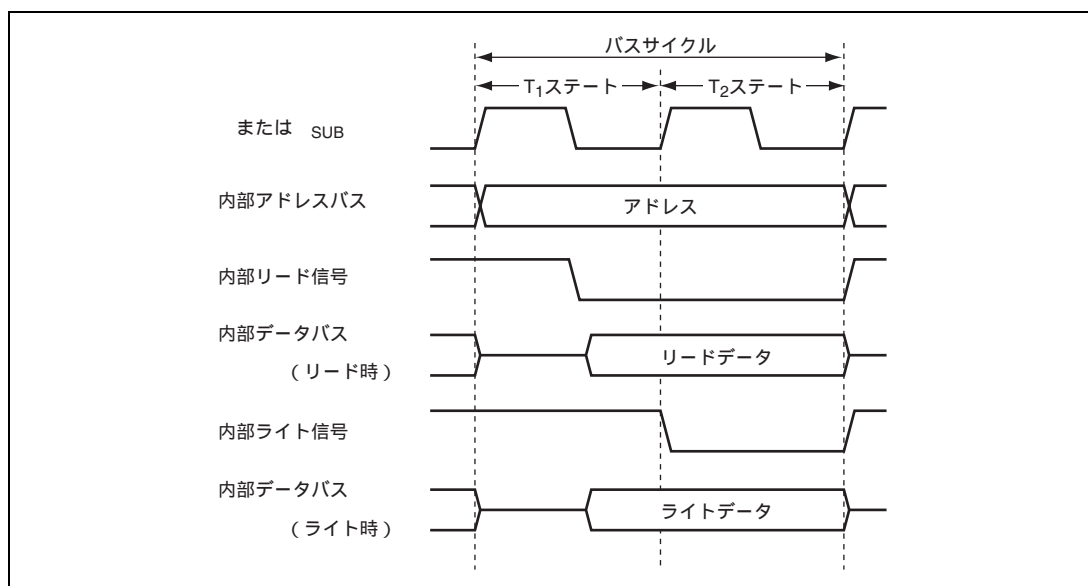 バスサイクル
T1ステート
T2ステート
または SUB
内部アドレスバス
アドレス
内部リード信号
内部データバス
(リード時)
リードデータ
内部ライト信号
内部データバス
(ライト時)
ライトデータ